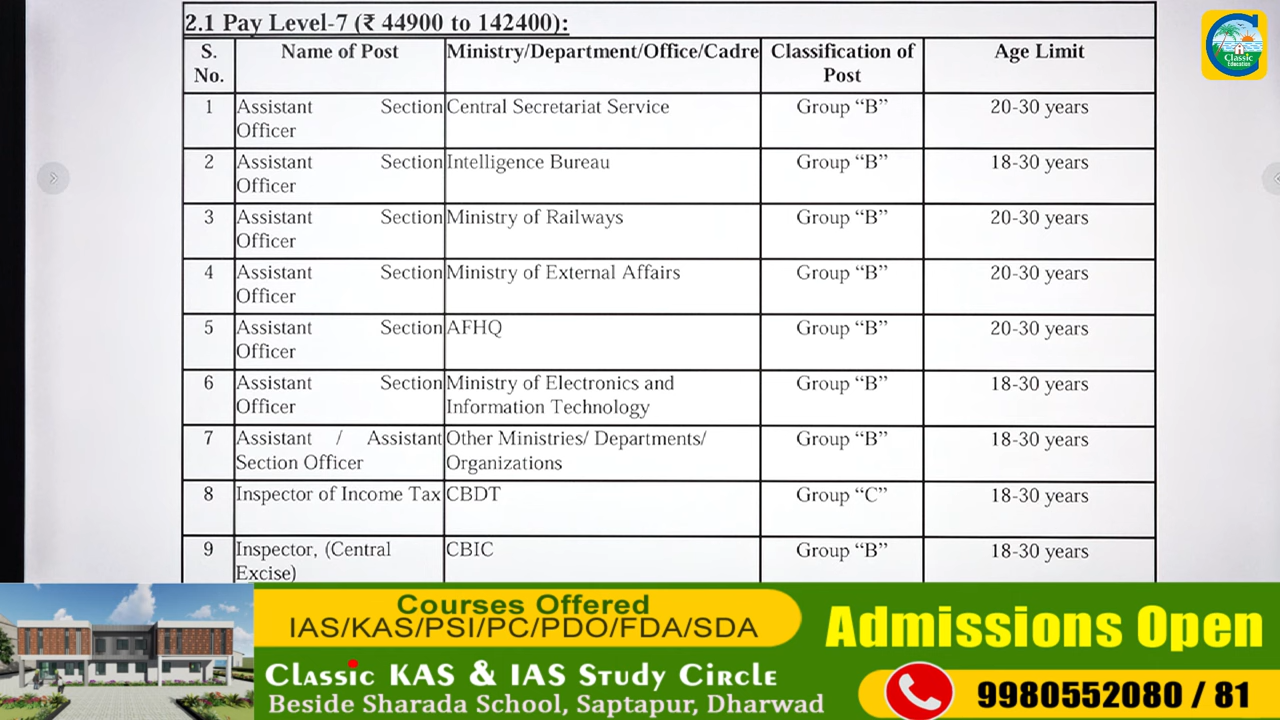 2.1 Pay Level-7 (₹ 44900 to 142400):
S. No. Name of Post Ministry/Department/Office/Cadre Classification of Post Age Limit
1 Assistant Section Officer Central Secretariat Service Group “B” 20-30 years
2 Assistant Section Officer Intelligence Bureau Group “B” 18-30 years
3 Assistant Section Officer Ministry of Railways Group “B” 20-30 years
4 Assistant Section Officer Ministry of External Affairs Group “B” 20-30 years
5 Assistant Section Officer AFHQ Group “B” 20-30 years
6 Assistant Section Officer Ministry of Electronics and Information Technology Group “B” 18-30 years
7 Assistant / Assistant Section Officer Other Ministries/ Departments/ Organizations Group “B” 18-30 years
8 Inspector of Income Tax CBDT Group “C” 18-30 years
9 Inspector, (Central Excise) CBIC Group “B” 18-30 years
Classic
Education
Courses Offered
IAS/KAS/PSI/PC/PDO/FDA/SDA
Classic KAS & IAS Study Circle
Beside Sharada School, Saptapur, Dharwad
Admissions Open
9980552080 / 81